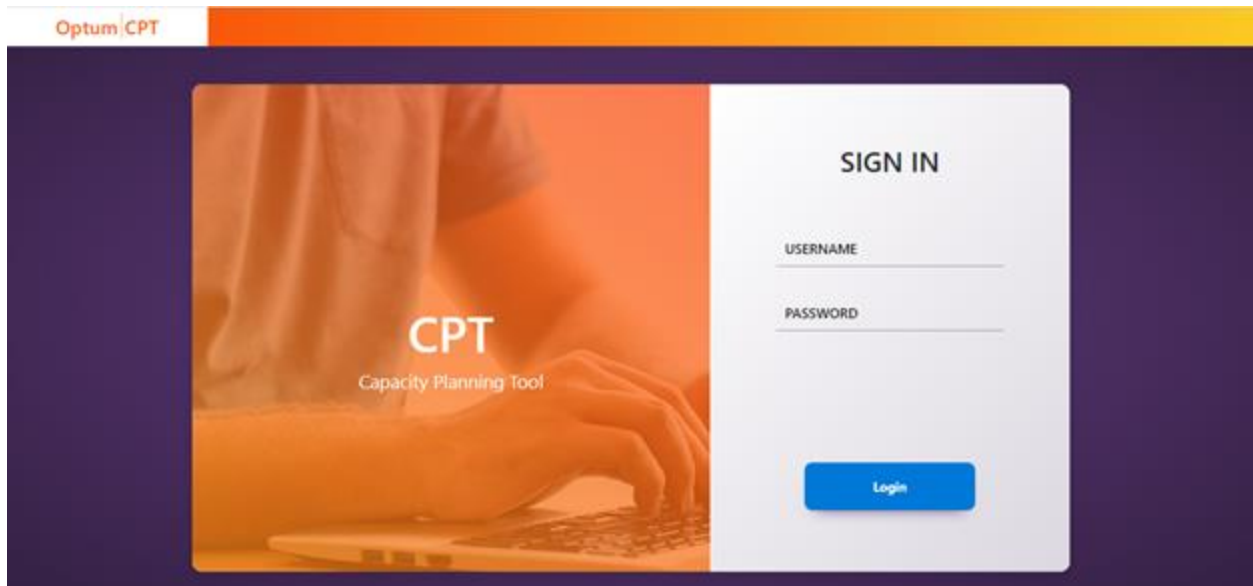 Optum CPT
SIGN IN
USERNAME
PASSWORD
CPT
Capacity Planning Tool
Login